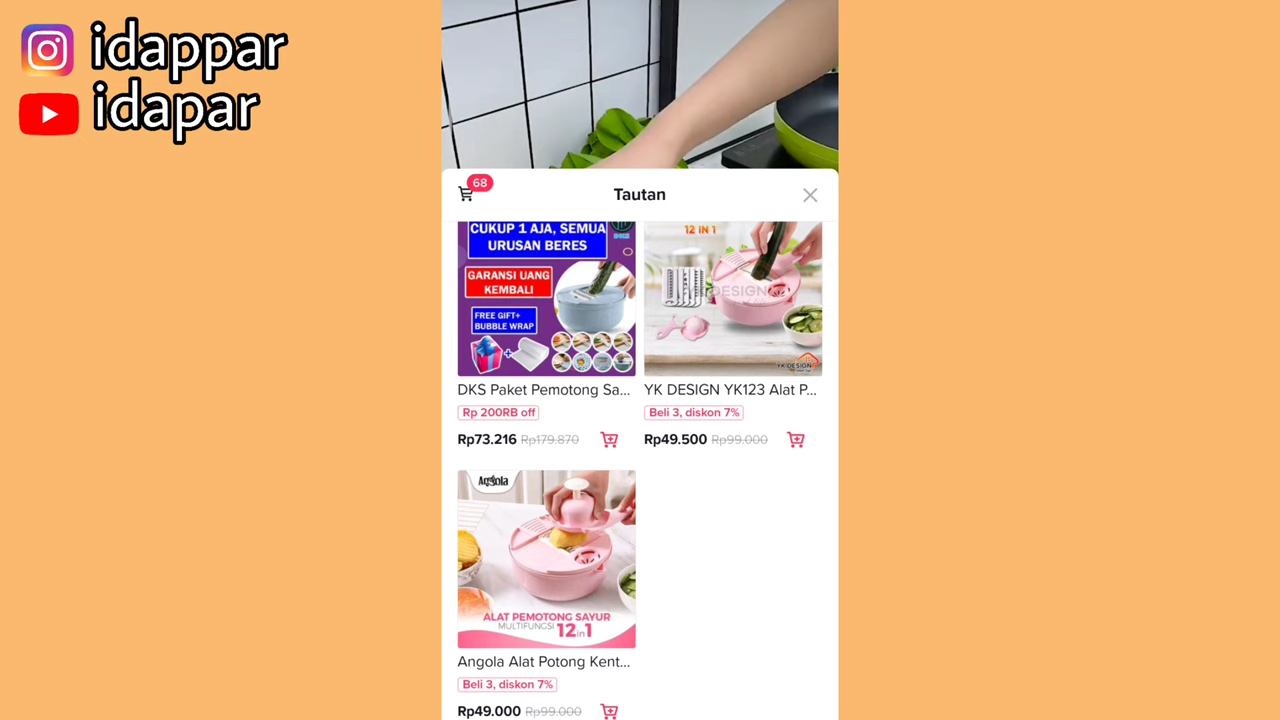 idappar
idapar
68
Tautan
CUKUP 1 AJA, SEMUA
URUSAN BERES
GARANSI UANG
KEMBALI
FREE GIFT+
BUBBLE WRAP
12 IN 1
YK DESIGN
DKS Paket Pemotong Sa...
Rp 200RB off
Rp73.216 Rp179.870
YK DESIGN YK123 Alat P...
Beli 3, diskon 7%
Rp49.500 Rp99.000
Angola
ALAT PEMOTONG SAYUR
MULTIFUNGSI 12in1
Angola Alat Potong Kent...
Beli 3, diskon 7%
Rp49.000 Rp99.000